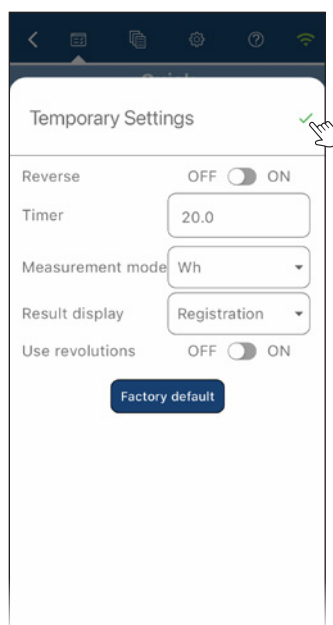 Temporary Settings
Reverse OFF ON
Timer 20.0
Measurement mode Wh
Result display Registration
Use revolutions OFF ON
Factory default